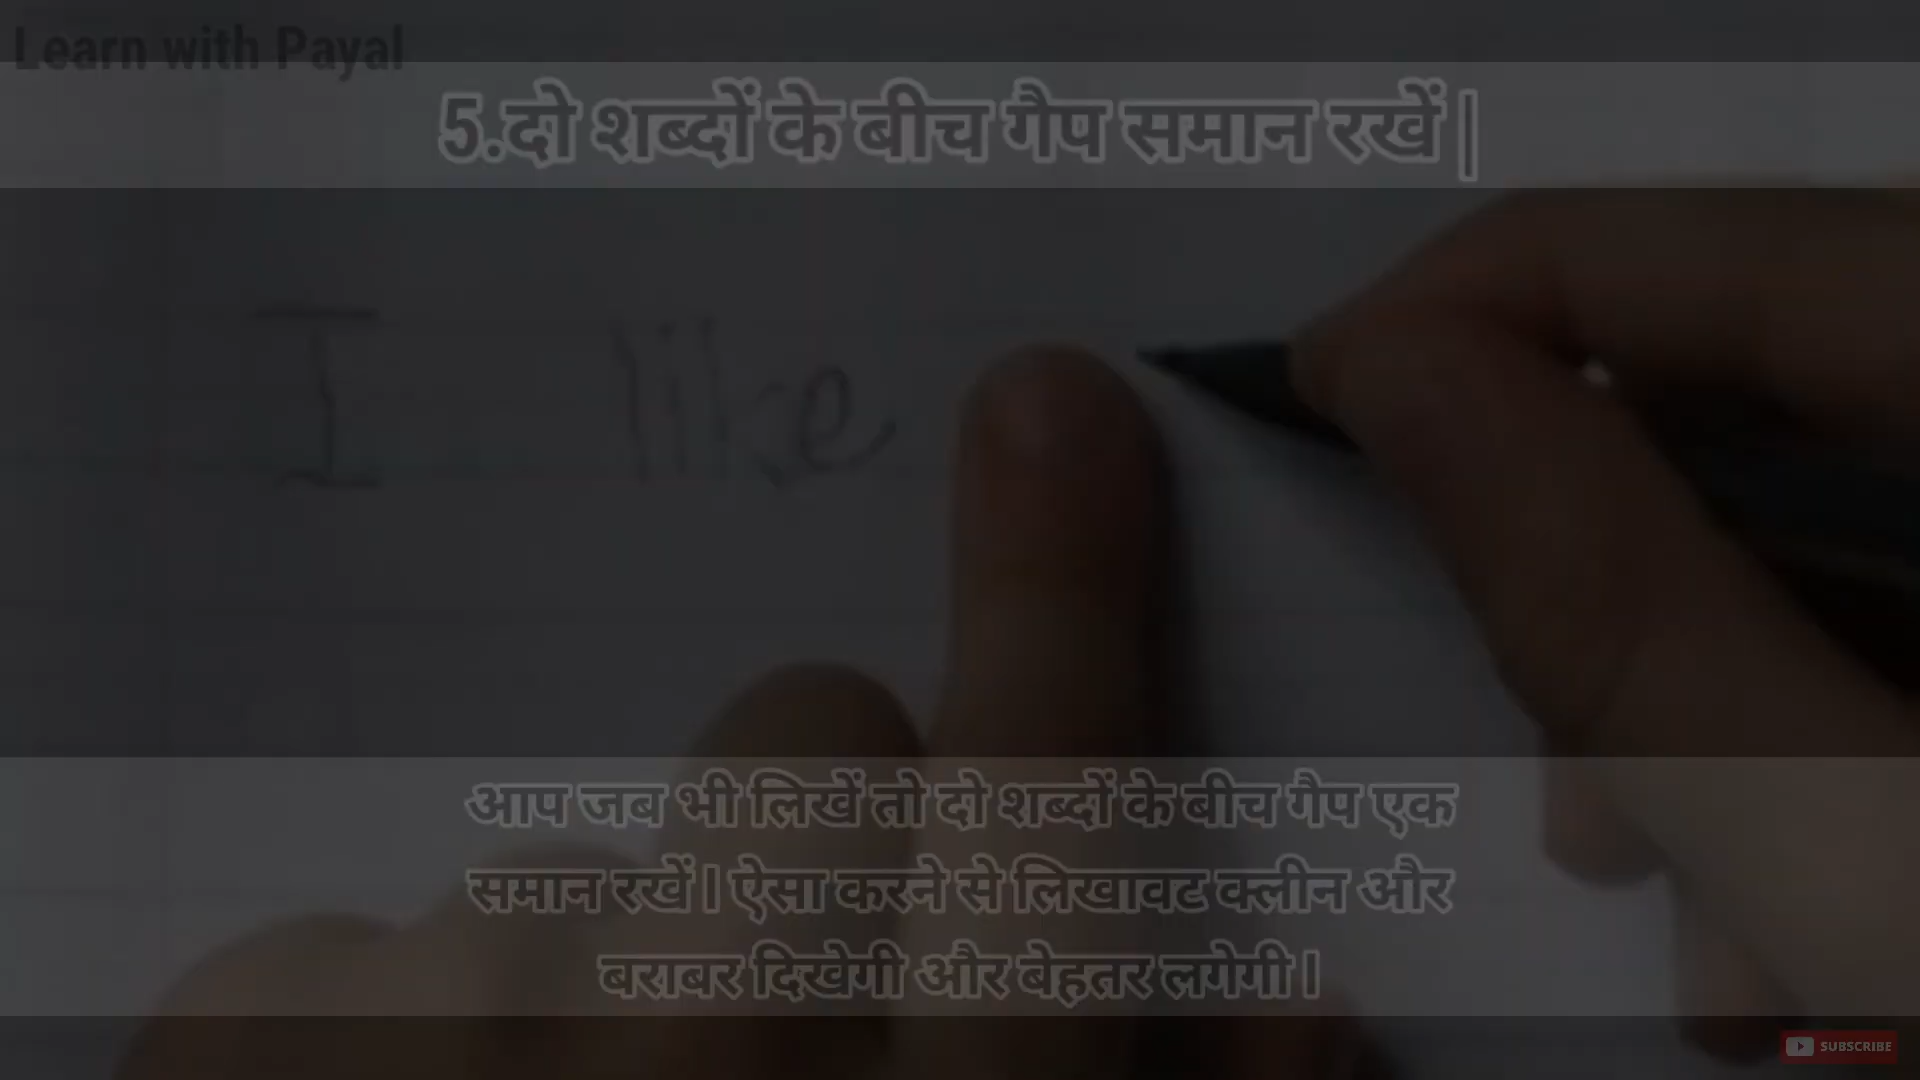 Learn with Payal
5.दो शब्दों के बीच गैप समान रखें |
I like
आप जब भी लिखें तो दो शब्दों के बीच गैप एक
समान रखें। ऐसा करने से लिखावट क्लीन और
बराबर दिखेगी और बेहतर लगेगी।
SUBSCRIBE